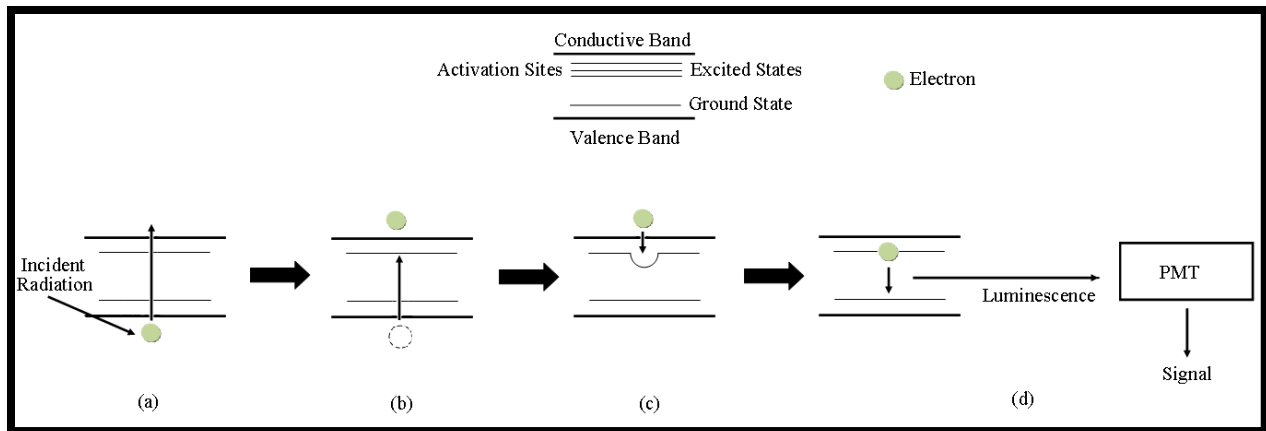 Conductive Band
Activation Sites
Excited States
Electron
Ground State
Valence Band
Incident
Radiation
PMT
Luminescence
Signal
(a)
(b)
(c)
(d)